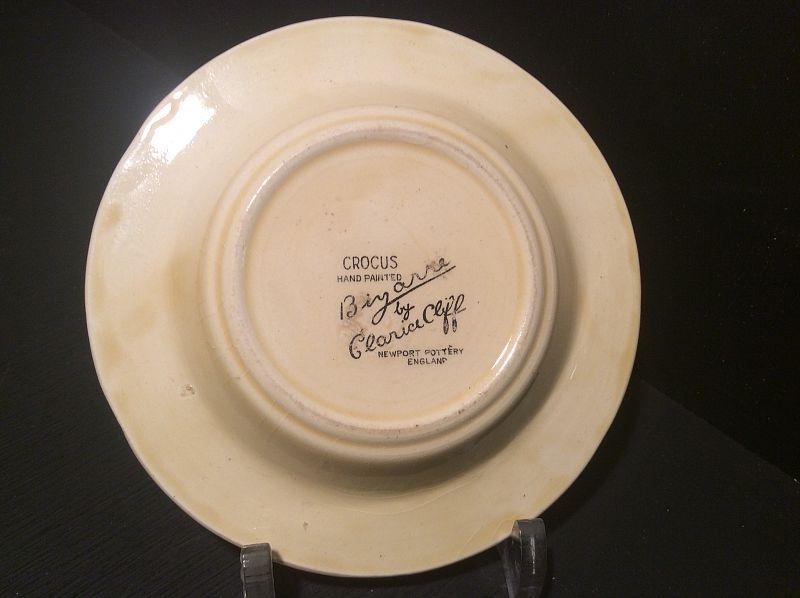 CROCUS
HAND PAINTED
Bizarre
by
Clarice Cliff
NEWPORT POTTERY
ENGLAND